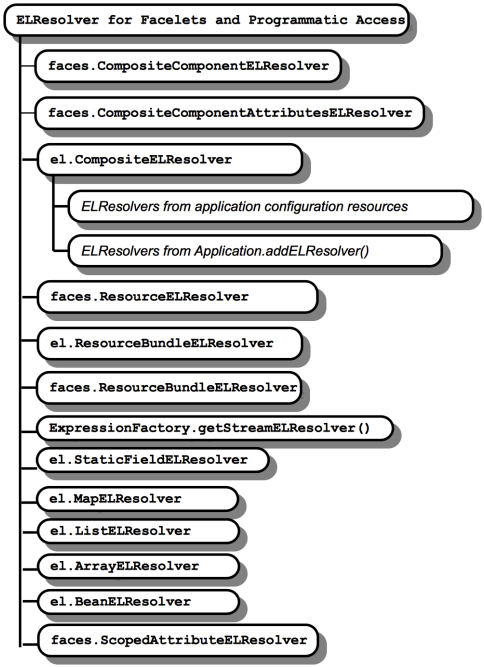 ELResolver for Facelets and Programmatic Access
faces.CompositeComponentELResolver
faces.CompositeComponentAttributesELResolver
el.CompositeELResolver
ELResolvers from application configuration resources
ELResolvers from Application.addELResolver()
faces.ResourceELResolver
el.ResourceBundleELResolver
faces.ResourceBundleELResolver
ExpressionFactory.getStreamELResolver()
el.StaticFieldELResolver
el.MapELResolver
el.ListELResolver
el.ArrayELResolver
el.BeanELResolver
faces.ScopedAttributeELResolver